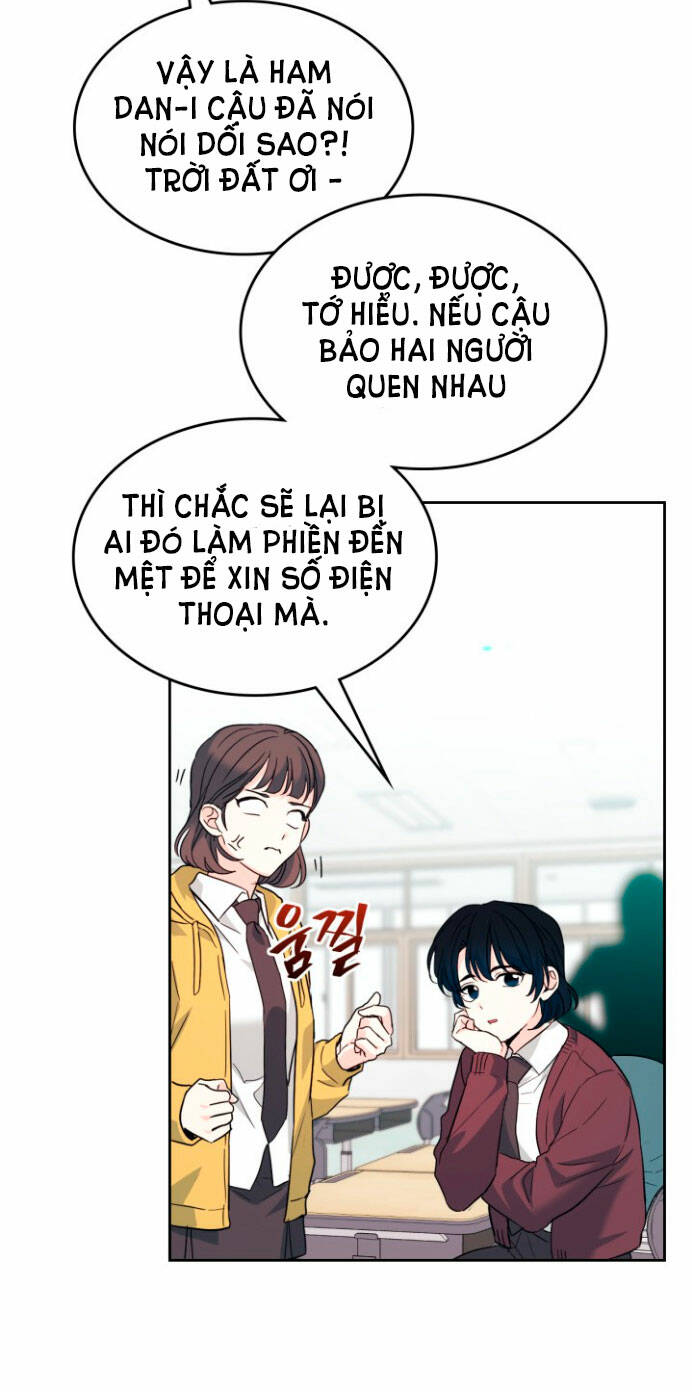 VẬY LÀ HAM
DAN-I CẬU ĐÃ NÓI
NÓI DỐI SAO?!
TRỜI ĐẤT ƠI -
ĐƯỢC, ĐƯỢC,
TỚ HIỂU. NẾU CẬU
BẢO HAI NGƯỜI
QUEN NHAU
THÌ CHẮC SẼ LẠI BỊ
AI ĐÓ LÀM PHIỀN ĐẾN
MỆT ĐỂ XIN SỐ ĐIỆN
THOẠI MÀ.
움찔